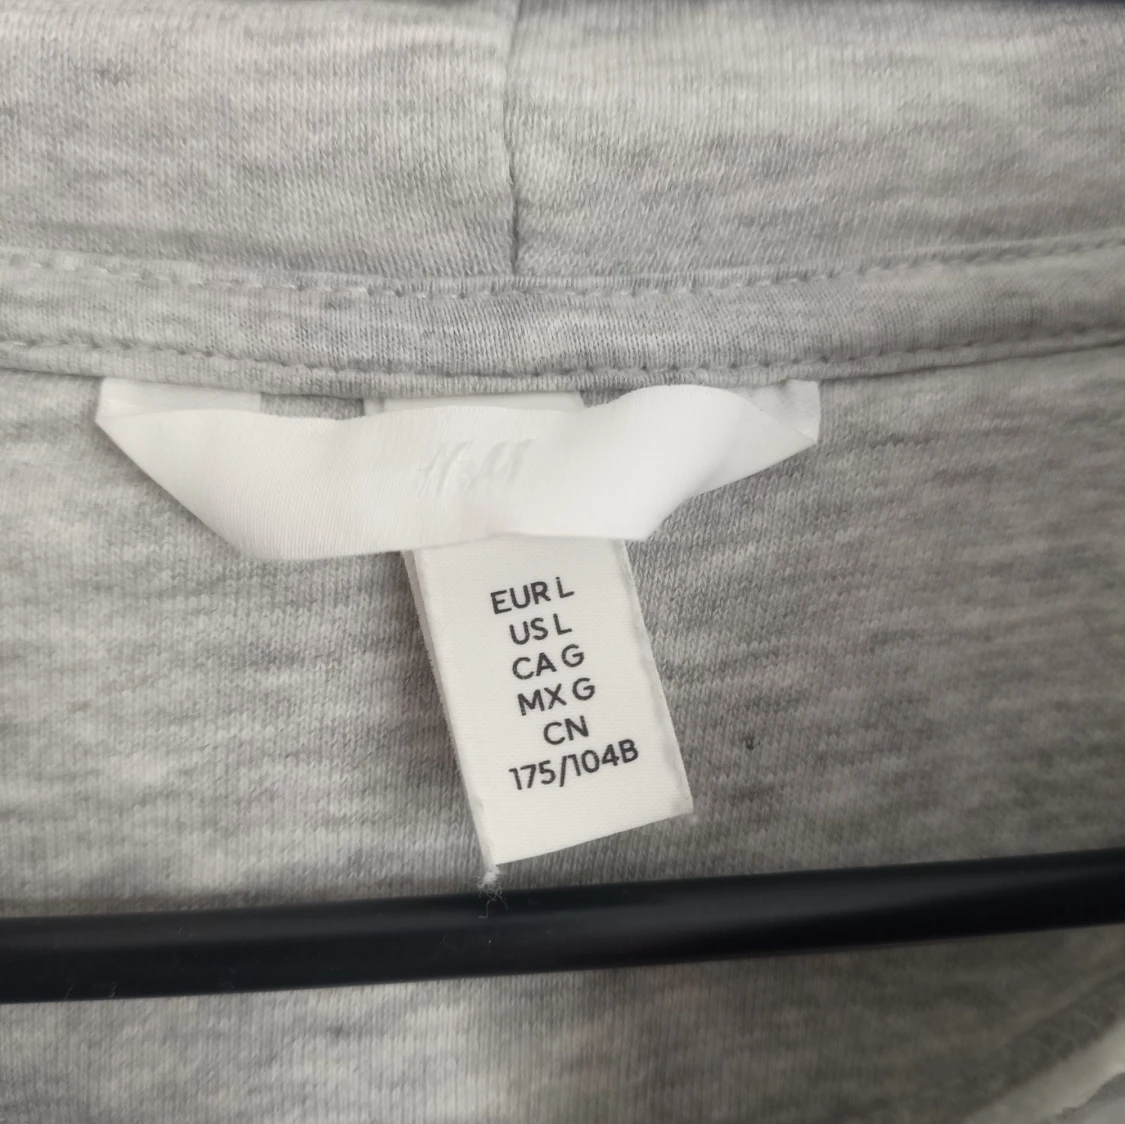 H&M
EUR L
US L
CA G
MX G
CN
175/104B